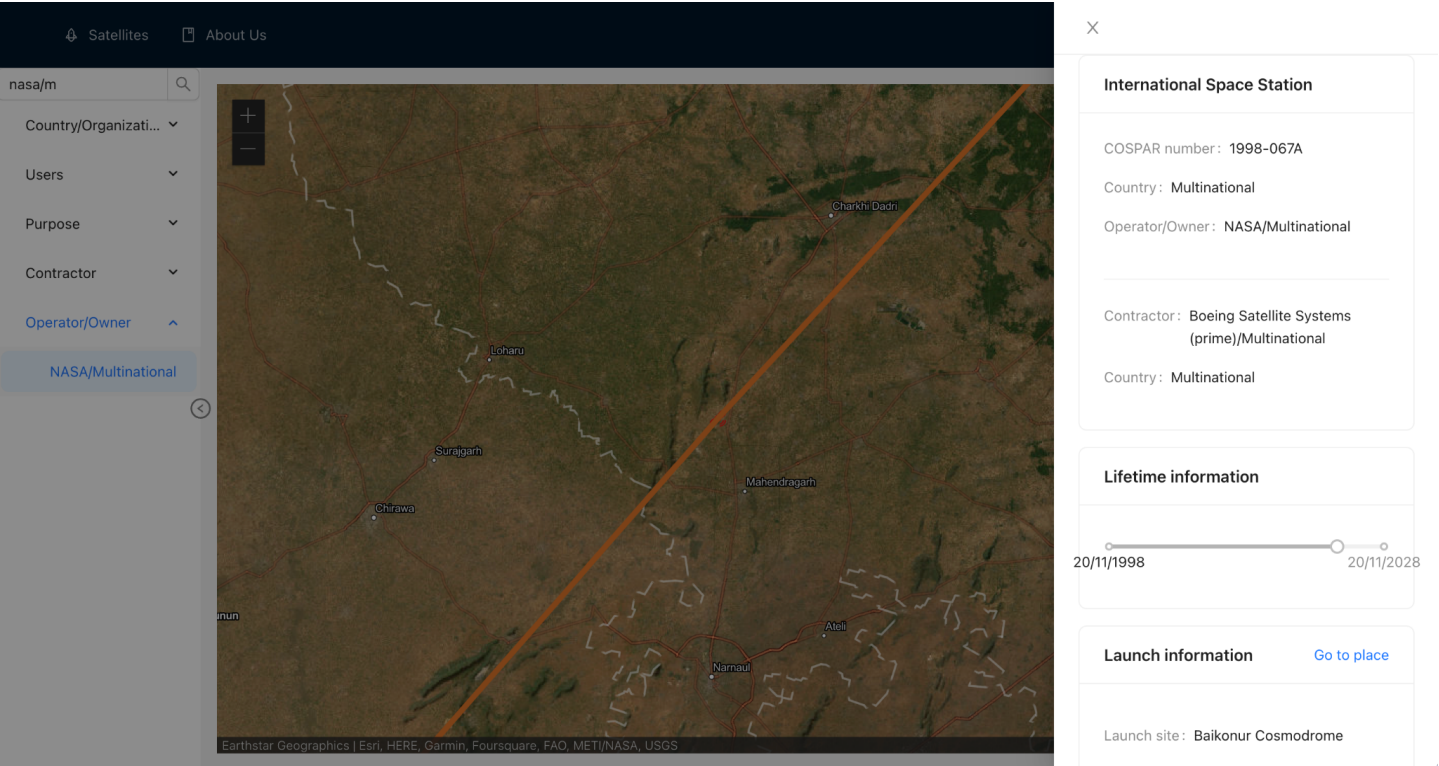 Satellites
About Us
nasa/m
Country/Organizati...
Users
Purpose
Contractor
Operator/Owner
NASA/Multinational
+
−
Charkhi Dadri
Loharu
Surajgarh
Chirawa
Mahendragarh
unun
Ateli
Narnaul
Earthstar Geographics | Esri, HERE, Garmin, Foursquare, FAO, METI/NASA, USGS
International Space Station
COSPAR number: 1998-067A
Country: Multinational
Operator/Owner: NASA/Multinational
Contractor: Boeing Satellite Systems
(prime)/Multinational
Country: Multinational
Lifetime information
20/11/1998
20/11/2028
Launch information
Go to place
Launch site: Baikonur Cosmodrome